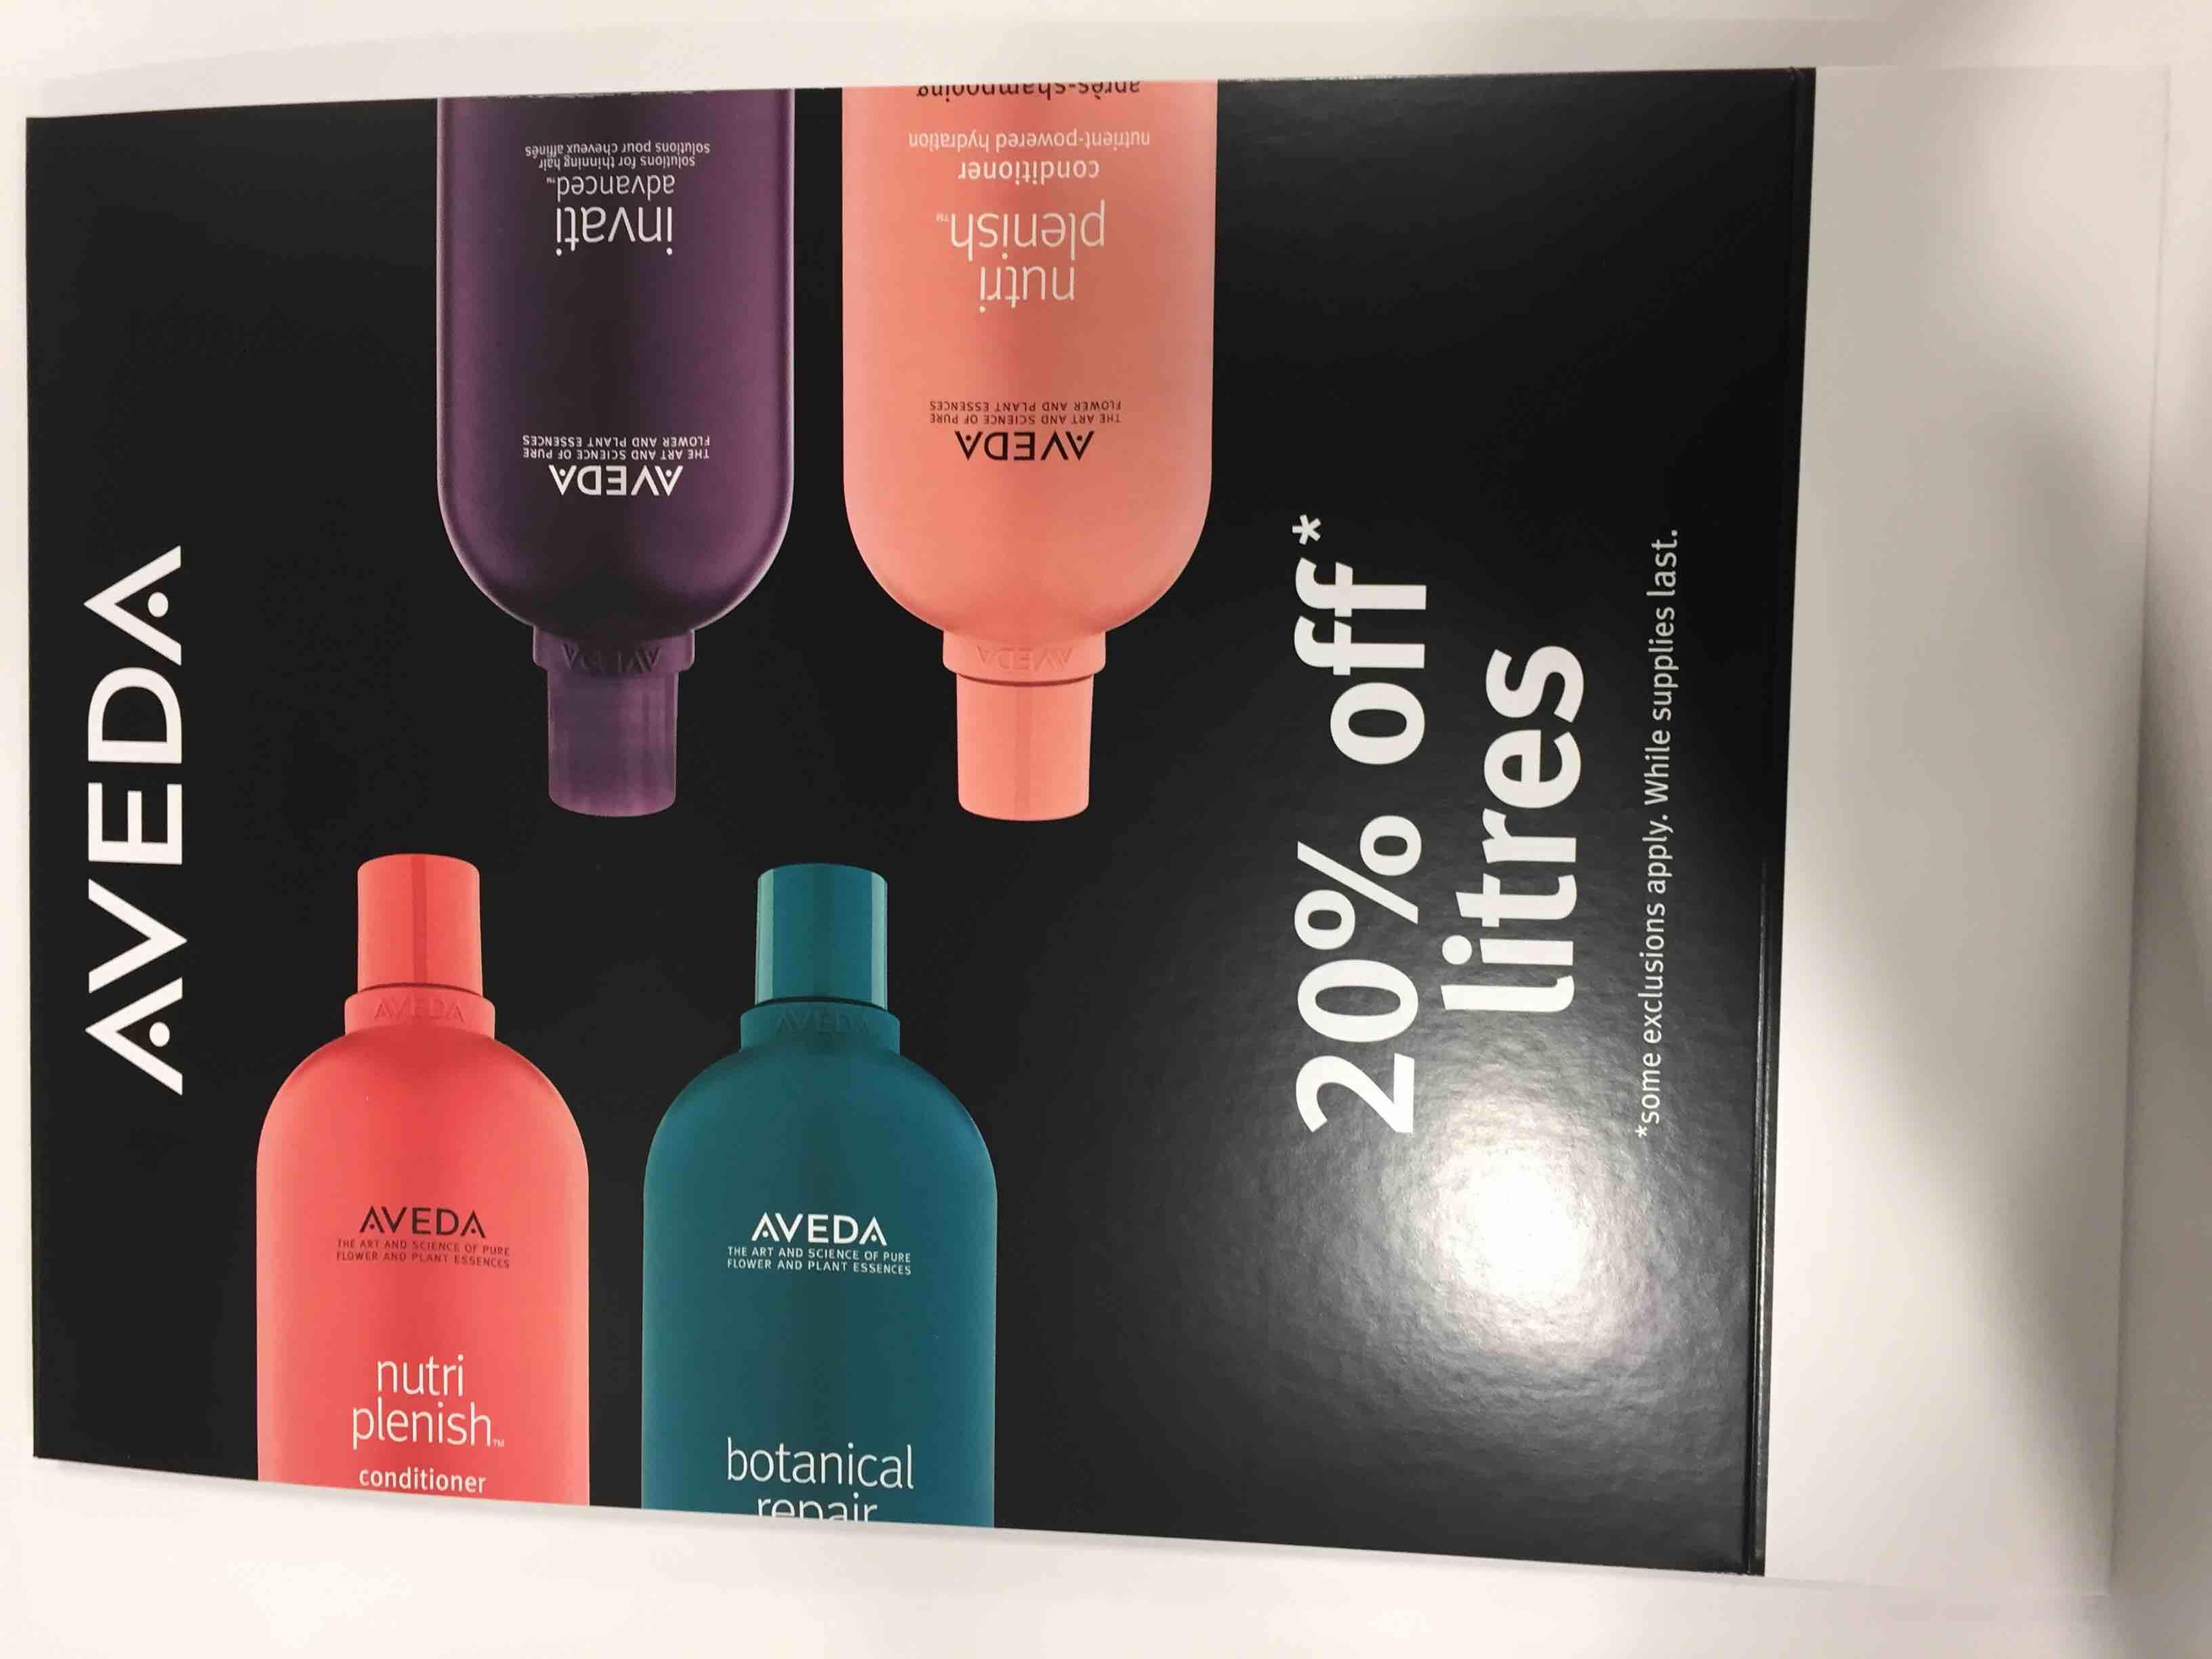 AVEDA
solutions pour cheveux affinés
solutions for thinning hair
advanced™
invati
THE ART AND SCIENCE OF PURE
FLOWER AND PLANT ESSENCES
AVEDA
AVEDA
après-shampooing
nutrient-powered hydration
conditioner
nutri
plenish™
THE ART AND SCIENCE OF PURE
FLOWER AND PLANT ESSENCES
AVEDA
AVEDA
AVEDA
AVEDA
THE ART AND SCIENCE OF PURE
FLOWER AND PLANT ESSENCES
nutri
plenish™
conditioner
AVEDA
AVEDA
THE ART AND SCIENCE OF PURE
FLOWER AND PLANT ESSENCES
botanical
repair
20% off*
litres
*some exclusions apply. While supplies last.